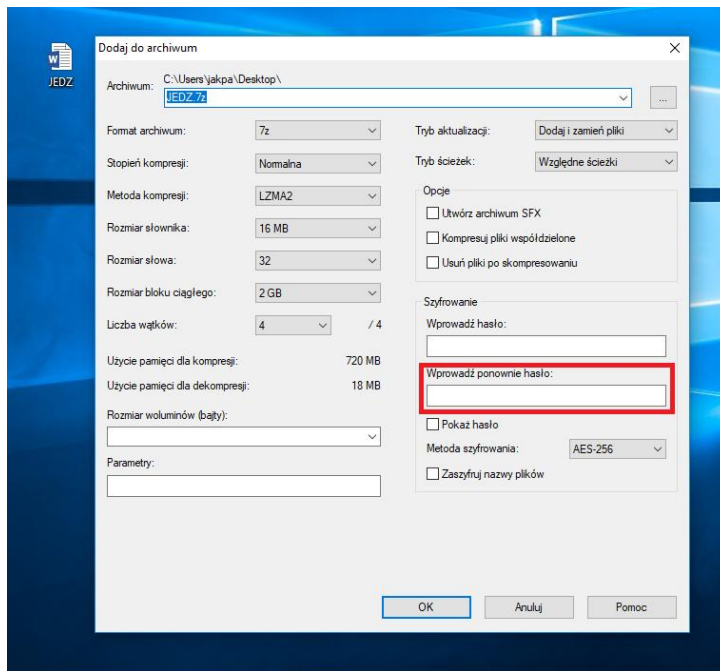 JEDZ
Dodaj do archiwum
Archiwum:
C:\Users\jakpa\Desktop\
JEDZ.7z
...
Format archiwum: 7z
Stopień kompresji: Normalna
Metoda kompresji: LZMA2
Rozmiar słownika: 16 MB
Rozmiar słowa: 32
Rozmiar bloku ciągłego: 2 GB
Liczba wątków: 4 / 4
Użycie pamięci dla kompresji: 720 MB
Użycie pamięci dla dekompresji: 18 MB
Rozmiar woluminów (bajty):
Parametry:
Tryb aktualizacji: Dodaj i zamień pliki
Tryb ścieżek: Względne ścieżki
Opcje
Utwórz archiwum SFX
Kompresuj pliki współdzielone
Usuń pliki po skompresowaniu
Szyfrowanie
Wprowadź hasło:
Wprowadź ponownie hasło:
Pokaż hasło
Metoda szyfrowania: AES-256
Zaszyfruj nazwy plików
OK
Anuluj
Pomoc